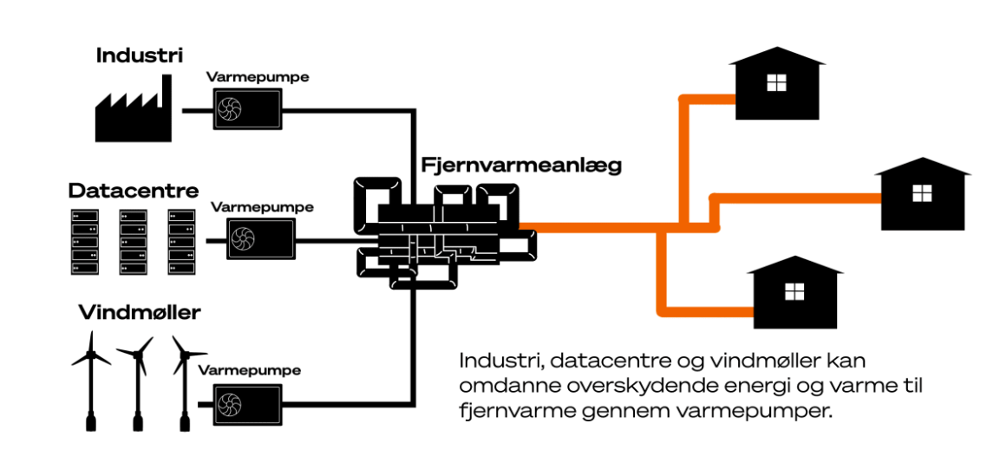 Industri
Varmepumpe
Fjernvarmeanlæg
Datacentre
Varmepumpe
Vindmøller
Varmepumpe
Industri, datacentre og vindmøller kan
omdanne overskydende energi og varme til
fjernvarme gennem varmepumper.